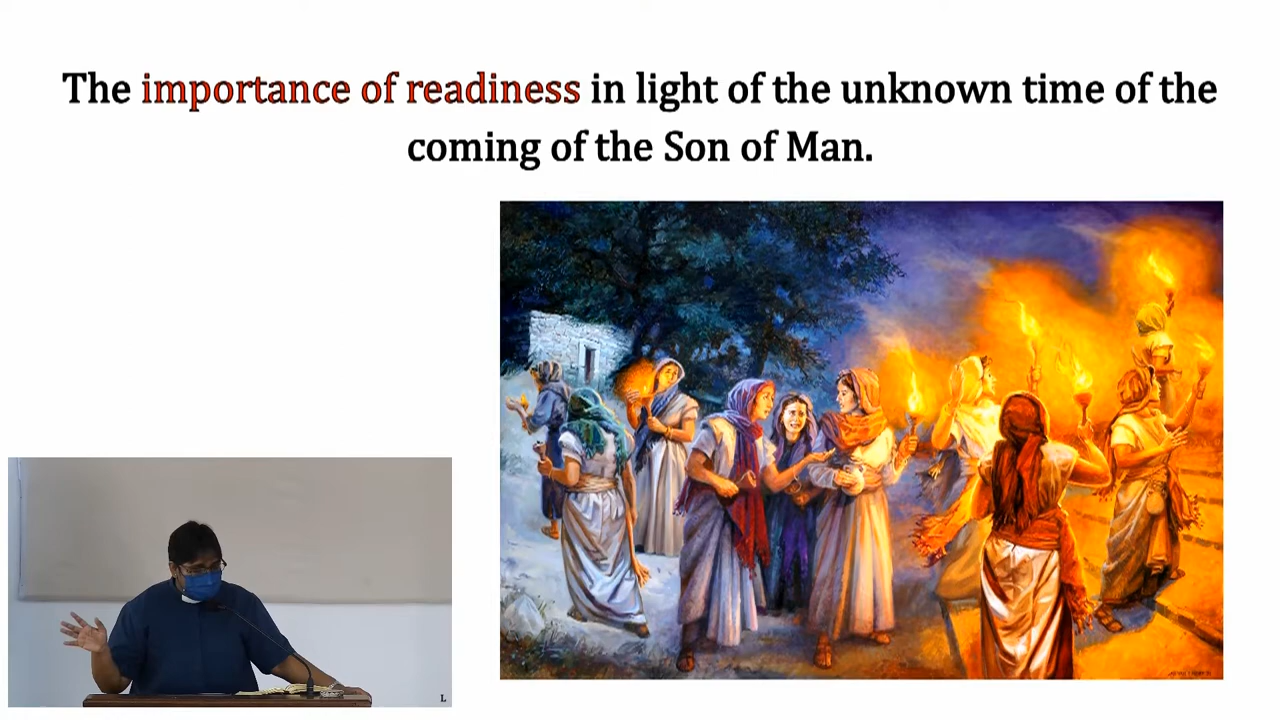 The importance of readiness in light of the unknown time of the
coming of the Son of Man.
L